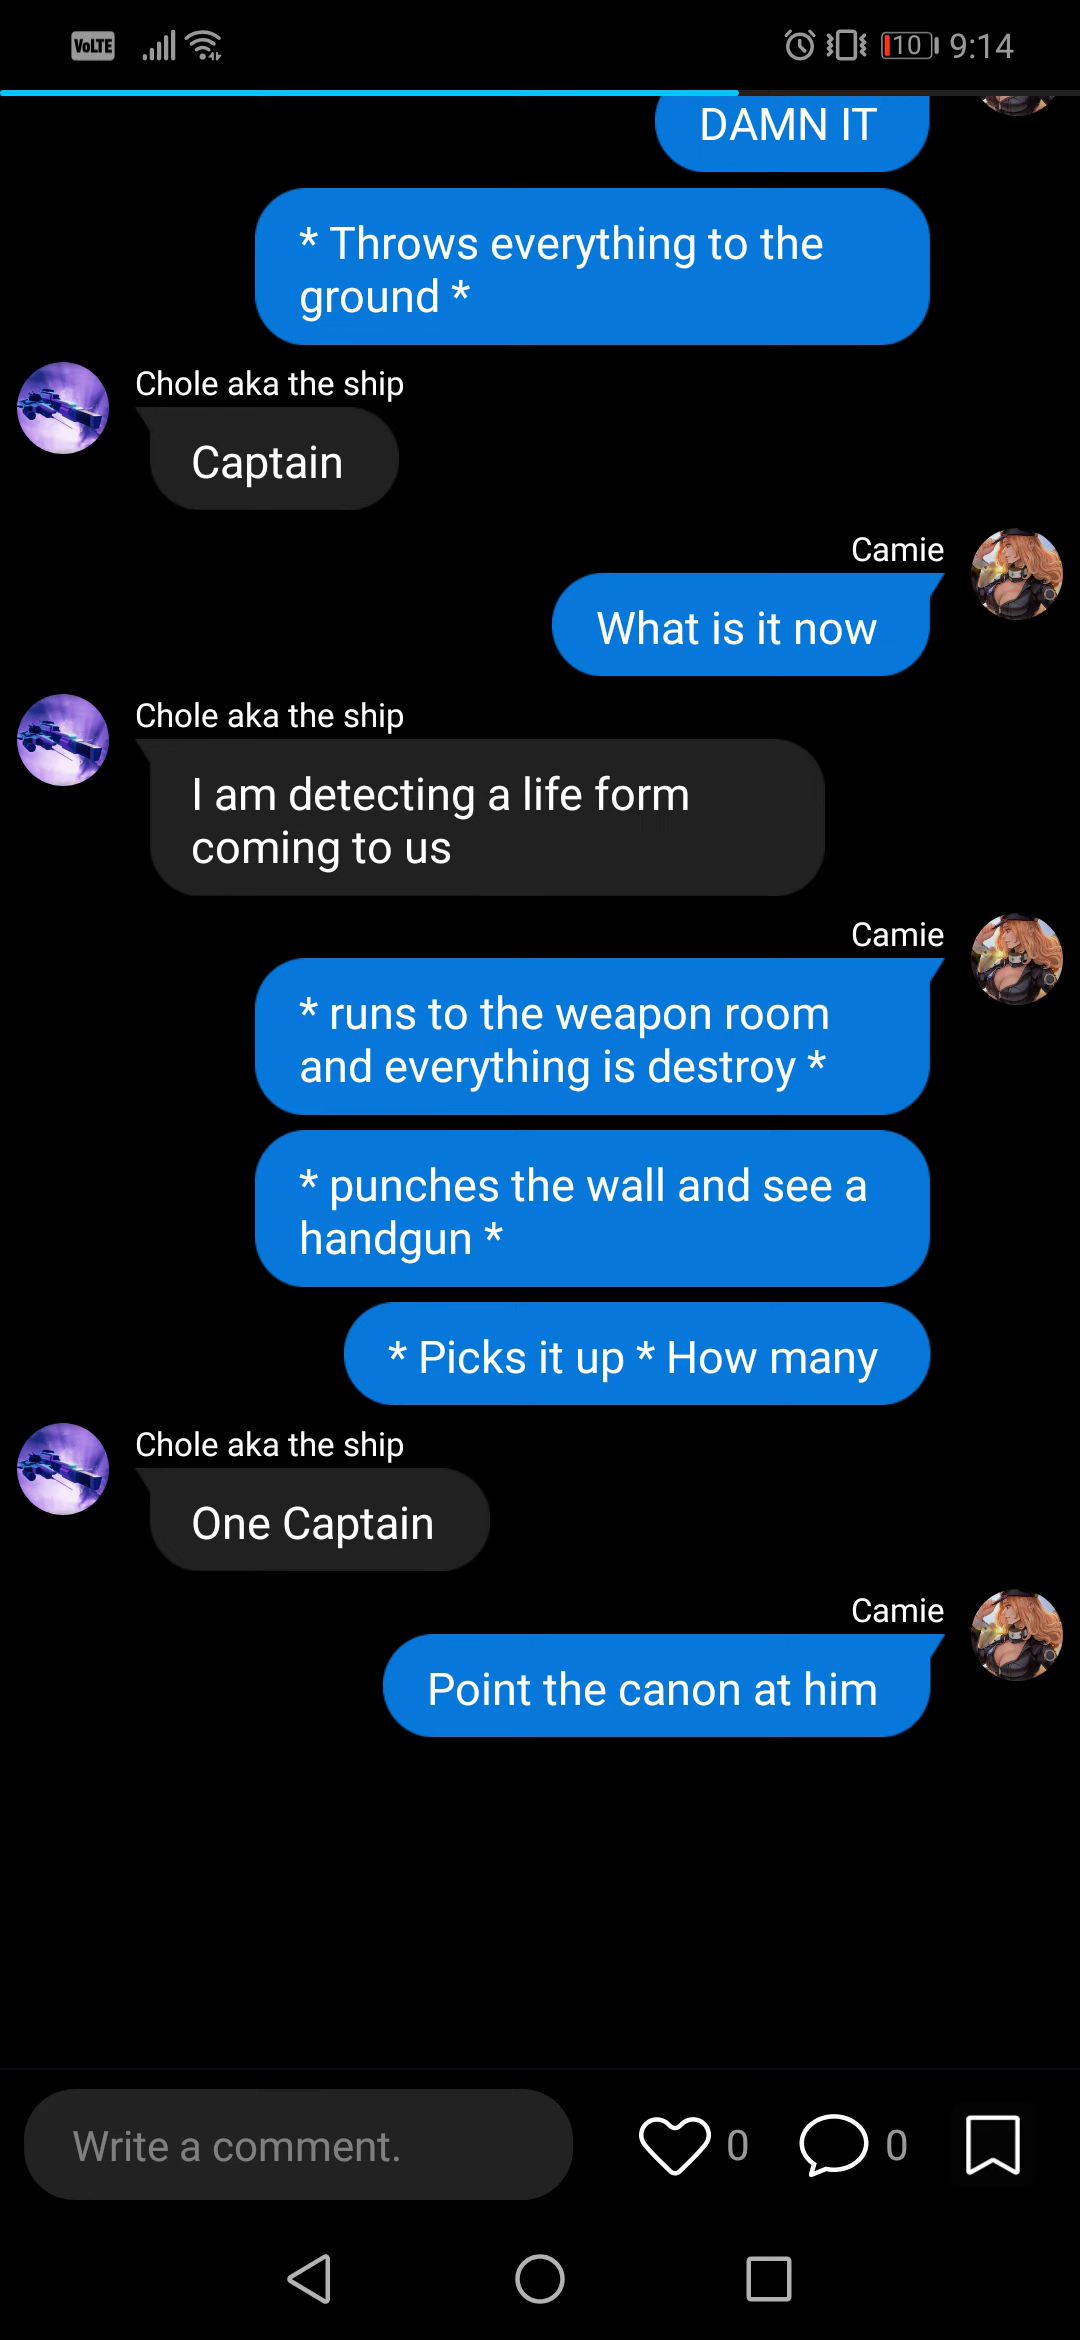 VoLTE
10
9:14
DAMN IT
* Throws everything to the
ground *
Chole aka the ship
Captain
Camie
What is it now
Chole aka the ship
I am detecting a life form
coming to us
Camie
* runs to the weapon room
and everything is destroy *
* punches the wall and see a
handgun *
* Picks it up * How many
Chole aka the ship
One Captain
Camie
Point the canon at him
Write a comment.
0
0